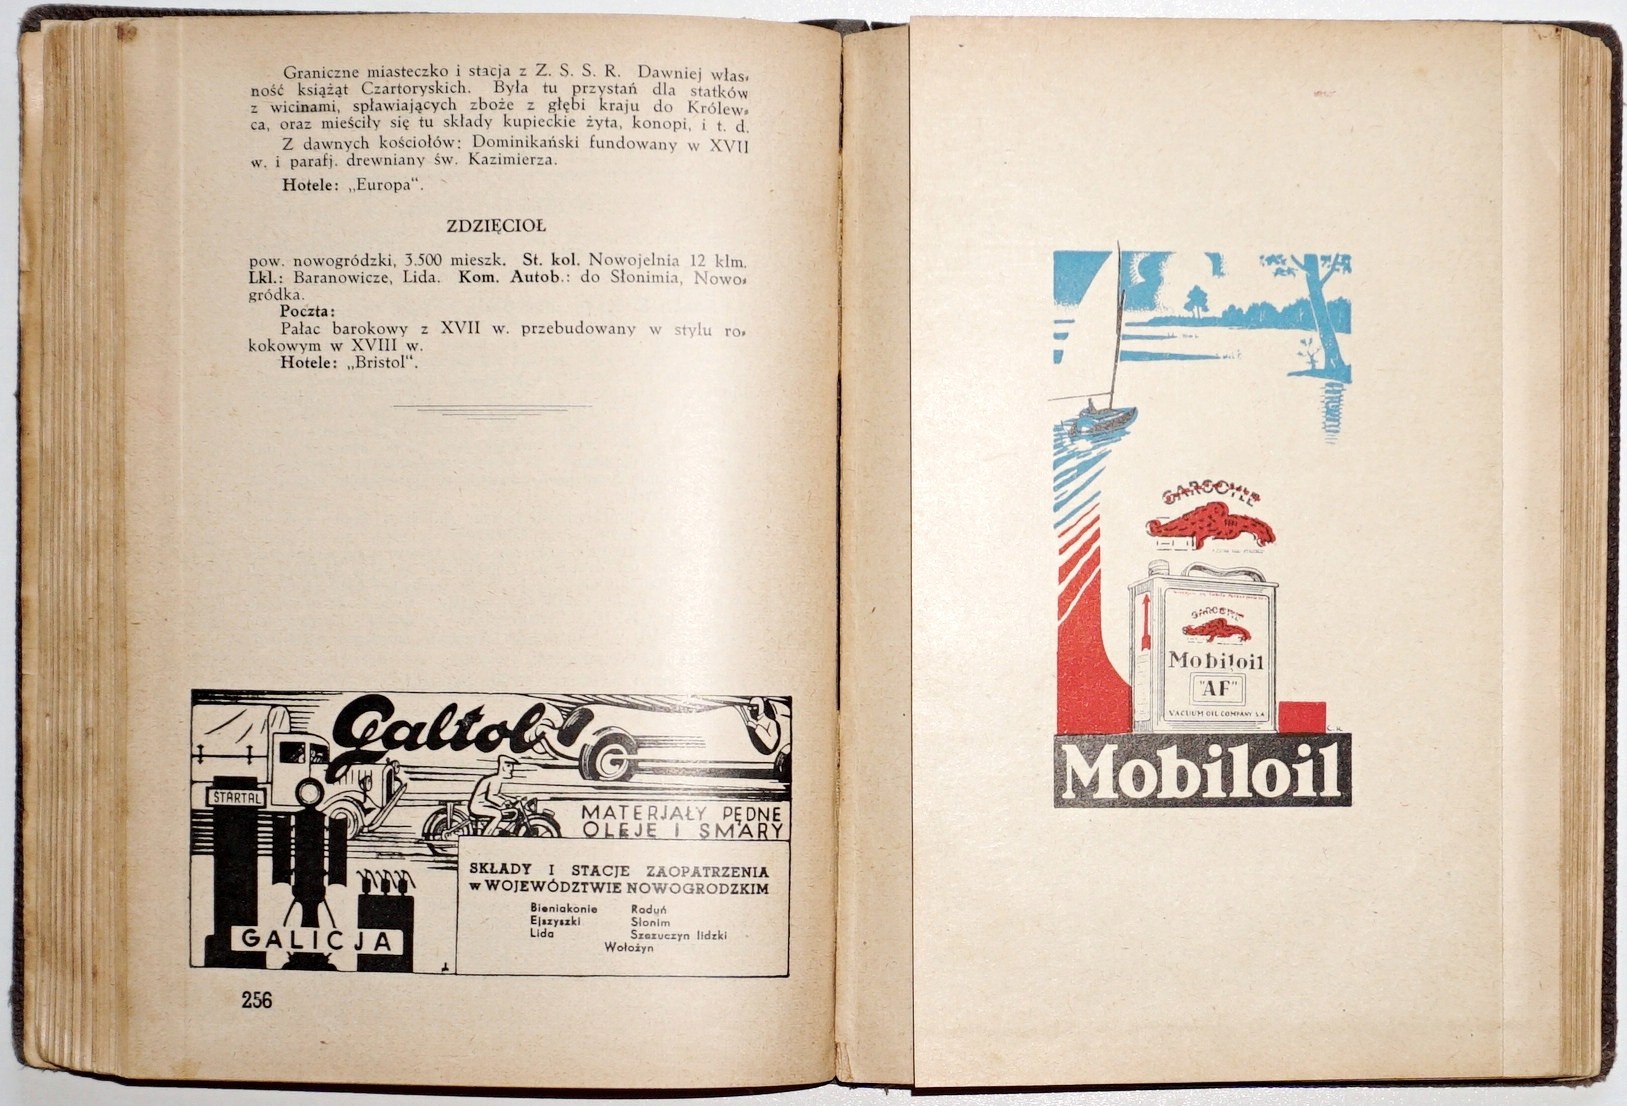 Graniczne miasteczko i stacja z Z. S. S. R. Dawniej włas-
ność książąt Czartoryskich. Była tu przystań dla statków
z wicinami, spławiających zboże z głębi kraju do Królew-
ca, oraz mieściły się tu składy kupieckie żyta, konopi, i t. d.
Z dawnych kościołów: Dominikański fundowany w XVII
w. i parafj. drewniany św. Kazimierza.
Hotele: „Europa".
ZDZIĘCIOŁ
pow. nowogródzki, 3.500 mieszk. St. kol. Nowojelnia 12 klm.
Lkl.: Baranowicze, Lida. Kom. Autob.: do Słonimia, Nowo-
gródka.
Poczta:
Pałac barokowy z XVII w. przebudowany w stylu ro-
kokowym w XVIII w.
Hotele: „Bristol".
Galtol
STARTAL
MATERJAŁY PĘDNE
OLEJE I SMARY
SKŁADY I STACJE ZAOPATRZENIA
w WOJEWÓDZTWIE NOWOGRODZKIM
Bieniakonie Raduń
Ejszyszki Słonim
Lida Szczuczyn lidzki
Wołożyn
GALICJA
256
GARGOYLE
GARGOYLE
Mobiloil
"AF"
VACUUM OIL COMPANY S.A.
Mobiloil